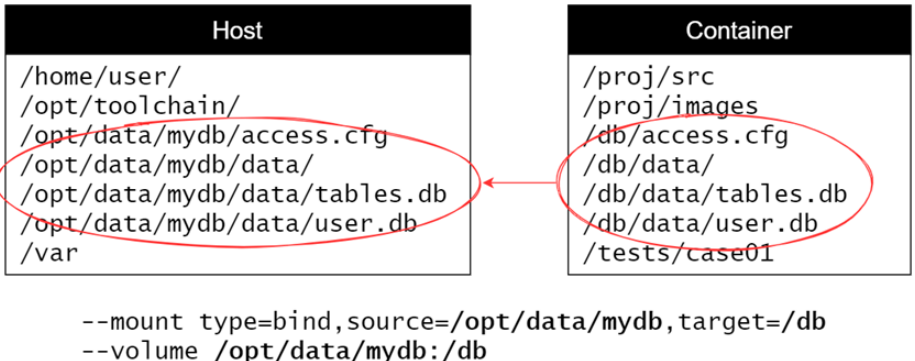 Host
/home/user/
/opt/toolchain/
/opt/data/mydb/access.cfg
/opt/data/mydb/data/
/opt/data/mydb/data/tables.db
/opt/data/mydb/data/user.db
/var
Container
/proj/src
/proj/images
/db/access.cfg
/db/data/
/db/data/tables.db
/db/data/user.db
/tests/case01
--mount type=bind,source=/opt/data/mydb,target=/db
--volume /opt/data/mydb:/db